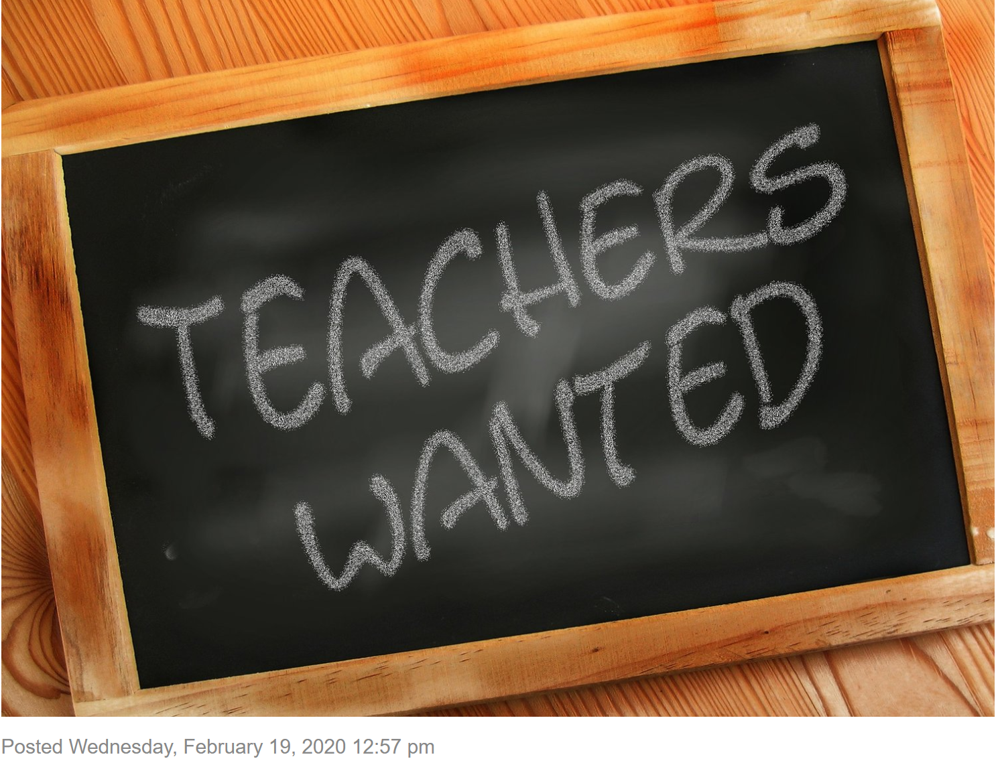 TEACHERS
WANTED
Posted Wednesday, February 19, 2020 12:57 pm